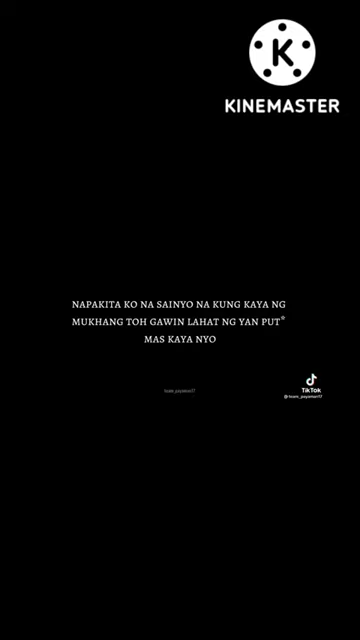 K
KINEMASTER
NAPAKITA KO NA SAINYO NA KUNG KAYA NG
MUKHANG TOH GAWIN LAHAT NG YAN PUT*
MAS KAYA NYO
TikTok